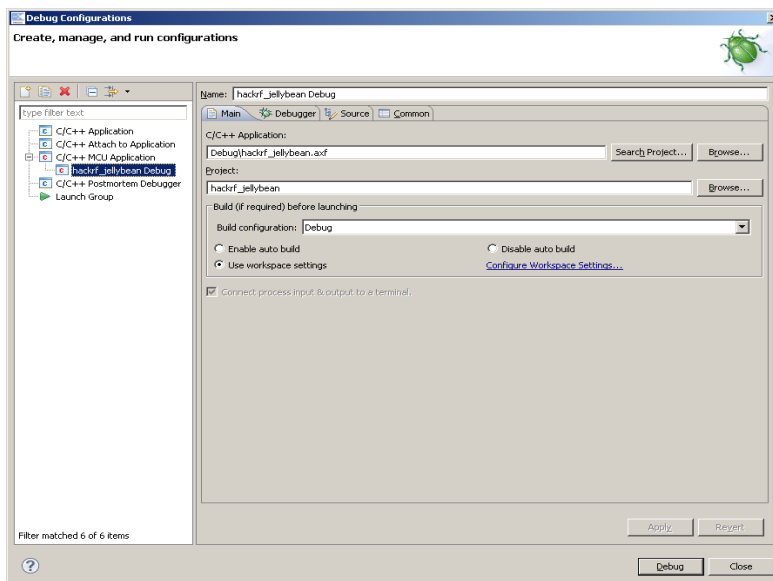 Debug Configurations
Create, manage, and run configurations
type filter text
C/C++ Application
C/C++ Attach to Application
C/C++ MCU Application
hackrf_jellybean Debug
C/C++ Postmortem Debugger
Launch Group
Filter matched 6 of 6 items
Name: hackrf_jellybean Debug
Main Debugger Source Common
C/C++ Application:
Debug\hackrf_jellybean.axf Search Project... Browse...
Project:
hackrf_jellybean Browse...
Build (if required) before launching
Build configuration: Debug
Enable auto build Disable auto build
Use workspace settings Configure Workspace Settings...
Connect process input & output to a terminal.
Apply Revert
Debug Close